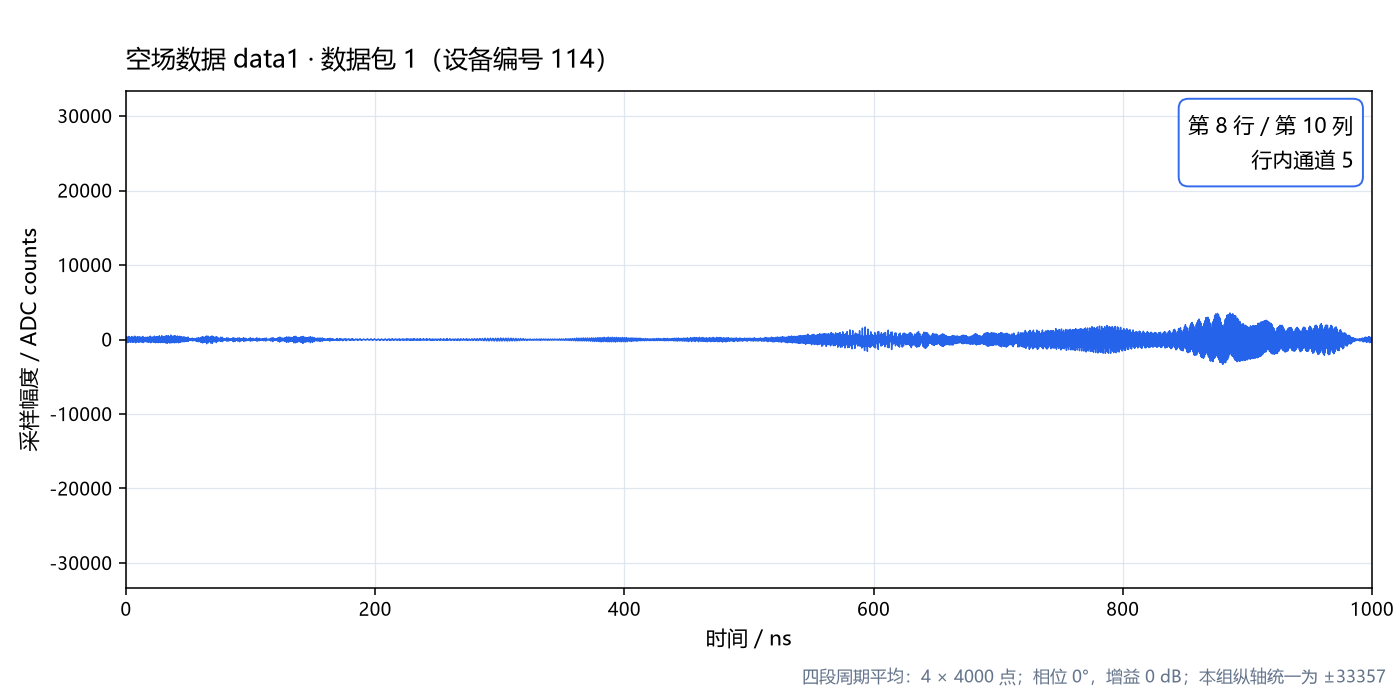 空场数据 data1 · 数据包 1（设备编号 114）
第 8 行 / 第 10 列
行内通道 5
采样幅度 / ADC counts
30000
20000
10000
0
-10000
-20000
-30000
0 200 400 600 800 1000
时间 / ns
四段周期平均：4 × 4000 点；相位 0°，增益 0 dB；本组纵轴统一为 ±33357